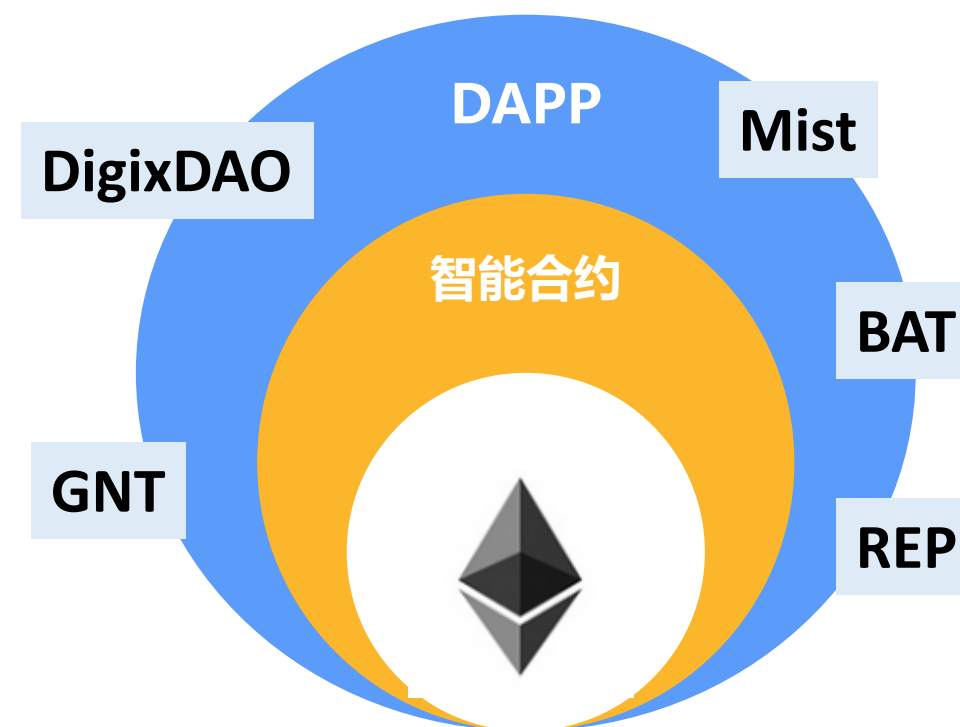 DAPP
Mist
DigixDAO
智能合约
BAT
GNT
REP